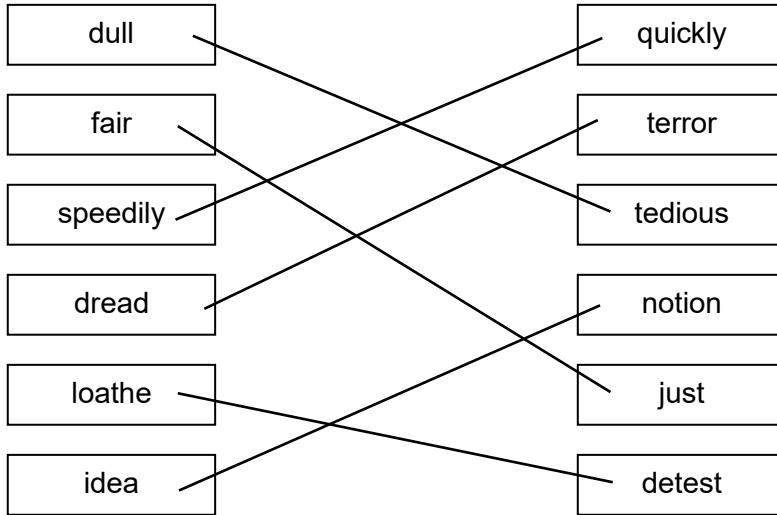 dull
quickly
fair
terror
speedily
tedious
dread
notion
loathe
just
idea
detest